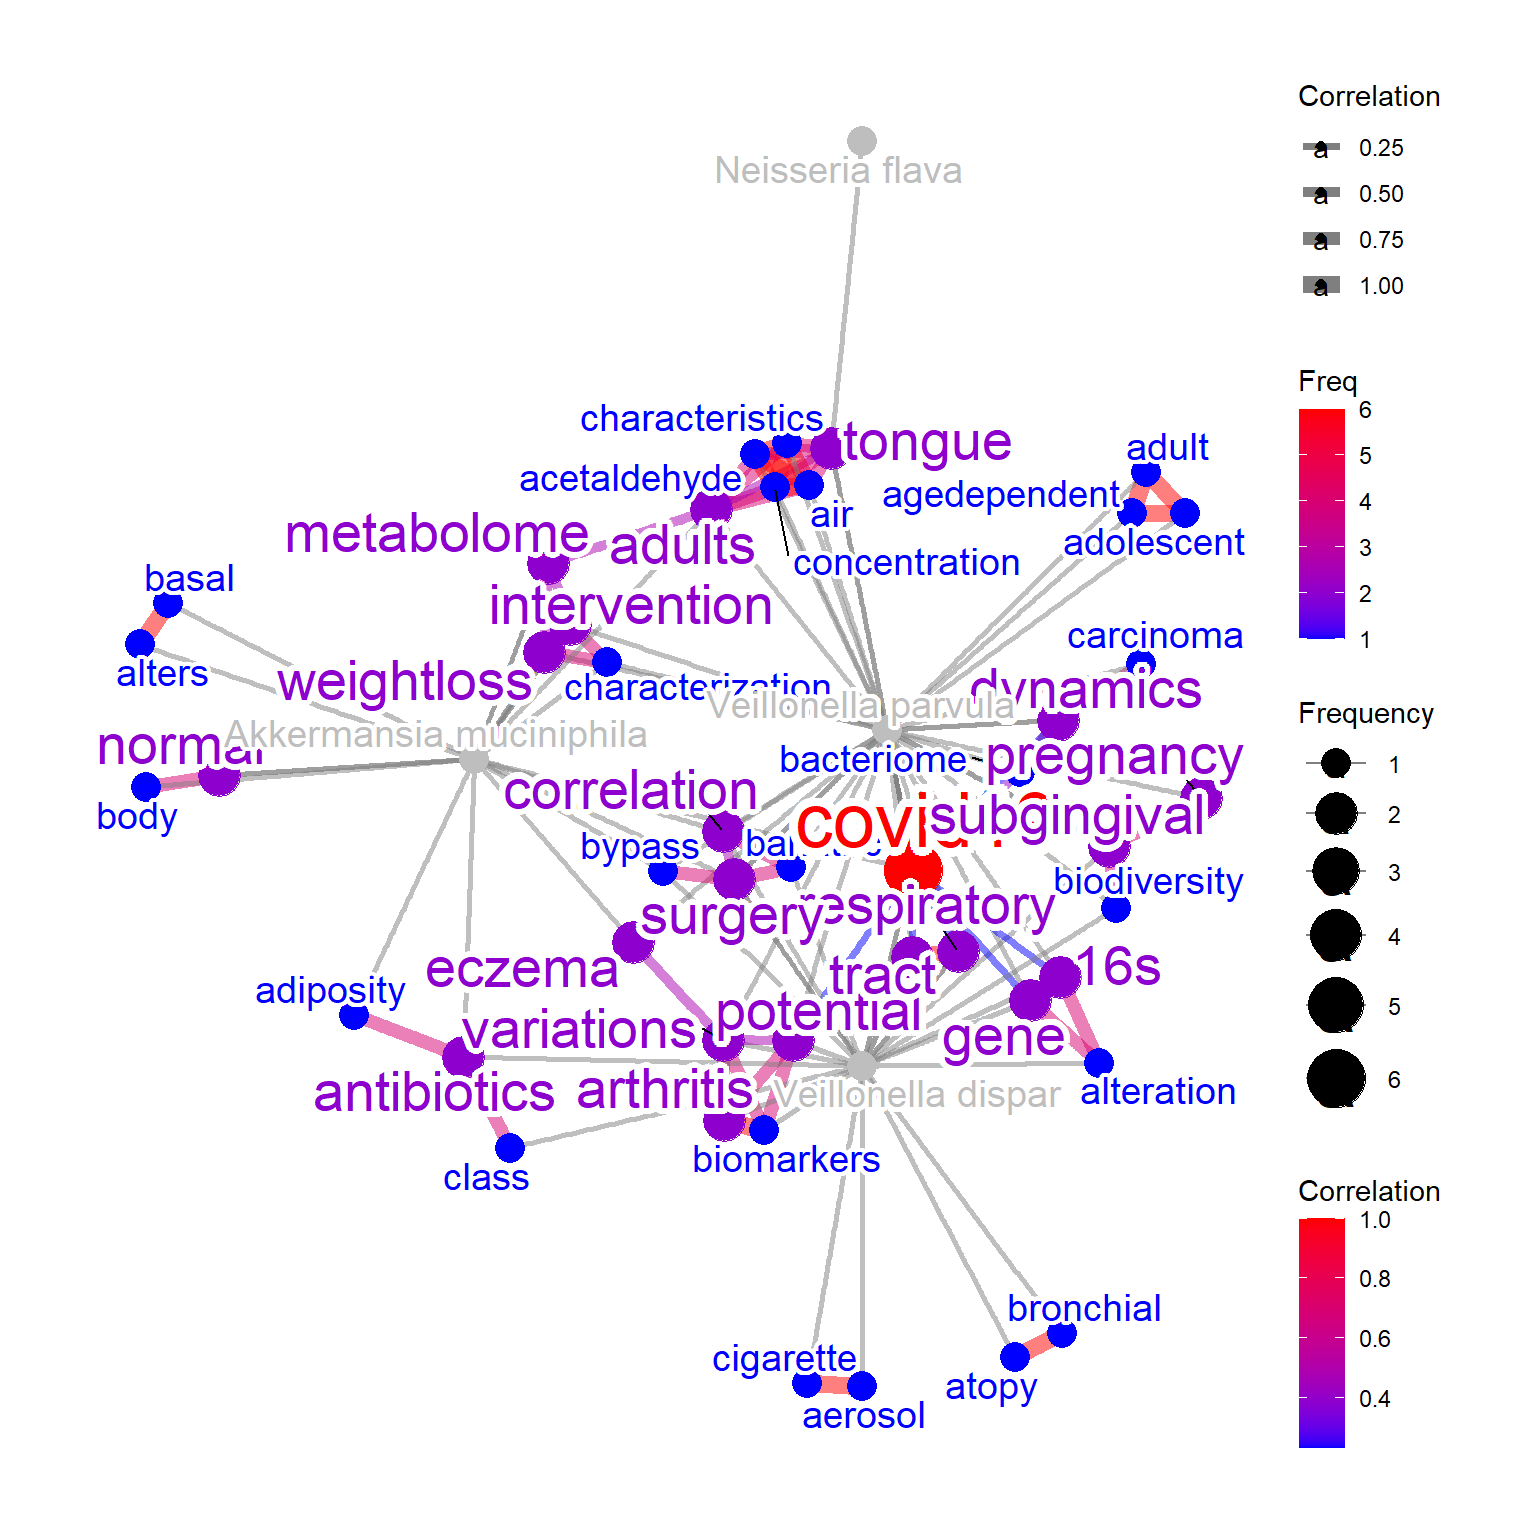 Correlation
a 0.25
a 0.50
a 0.75
a 1.00
Freq
6
5
4
3
2
1
Frequency
1
2
3
4
5
6
Correlation
1.0
0.8
0.6
0.4
Neisseria flava
characteristics
tongue
adult
acetaldehyde
agedependent
air
metabolome
adults
adolescent
concentration
basal
intervention
carcinoma
alters
weightloss
characterization
dynamics
Veillonella parvula
Akkermansia muciniphila
normal
bacteriome
pregnancy
correlation
body
subgingival
bypass
biodiversity
surgery
respiratory
eczema
tract
16s
adiposity
potential
variations
gene
antibiotics
arthritis
Veillonella dispar
alteration
biomarkers
class
bronchial
cigarette
atopy
aerosol